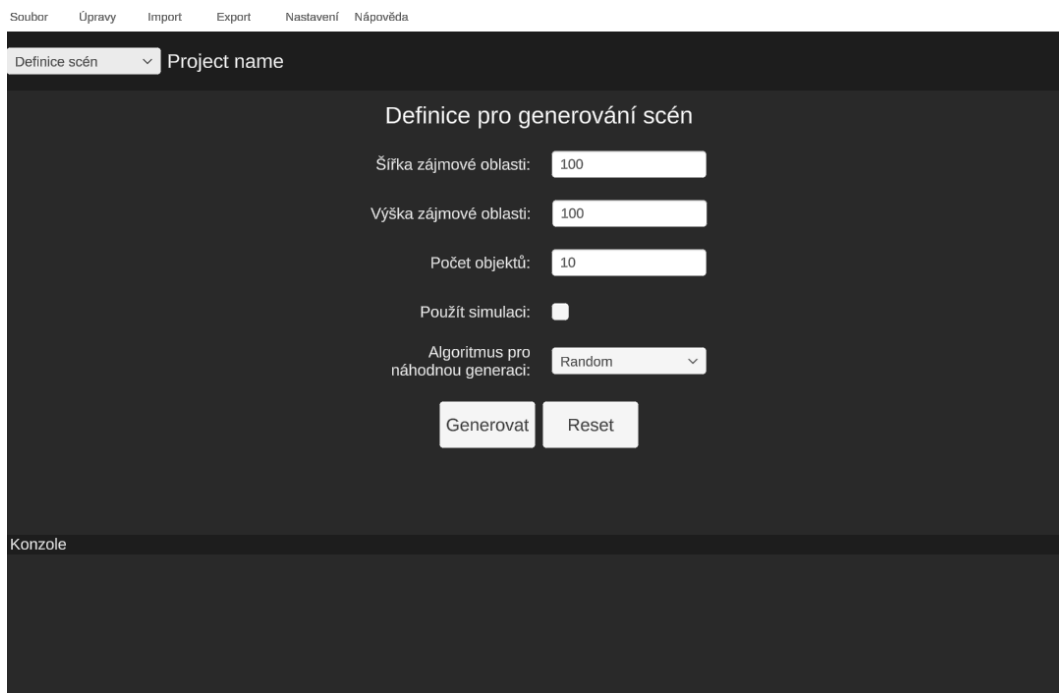 Soubor Úpravy Import Export Nastavení Nápověda
Definice scén Project name
Definice pro generování scén
Šířka zájmové oblasti: 100
Výška zájmové oblasti: 100
Počet objektů: 10
Použít simulaci:
Algoritmus pro
náhodnou generaci: Random
Generovat Reset
Konzole